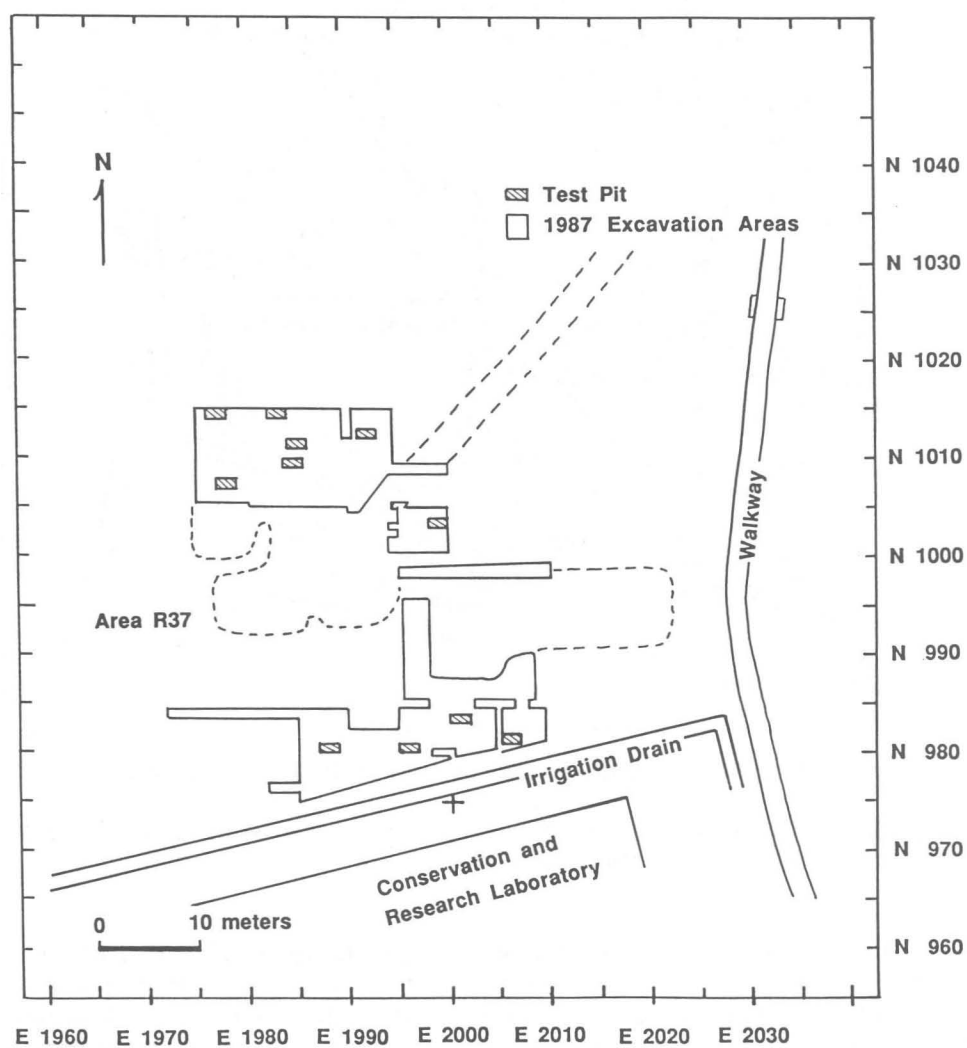 N
Test Pit
1987 Excavation Areas
N 1040
N 1030
N 1020
N 1010
N 1000
N 990
N 980
N 970
N 960
Walkway
Area R37
Irrigation Drain
Conservation and
Research Laboratory
0 10 meters
E 1960 E 1970 E 1980 E 1990 E 2000 E 2010 E 2020 E 2030